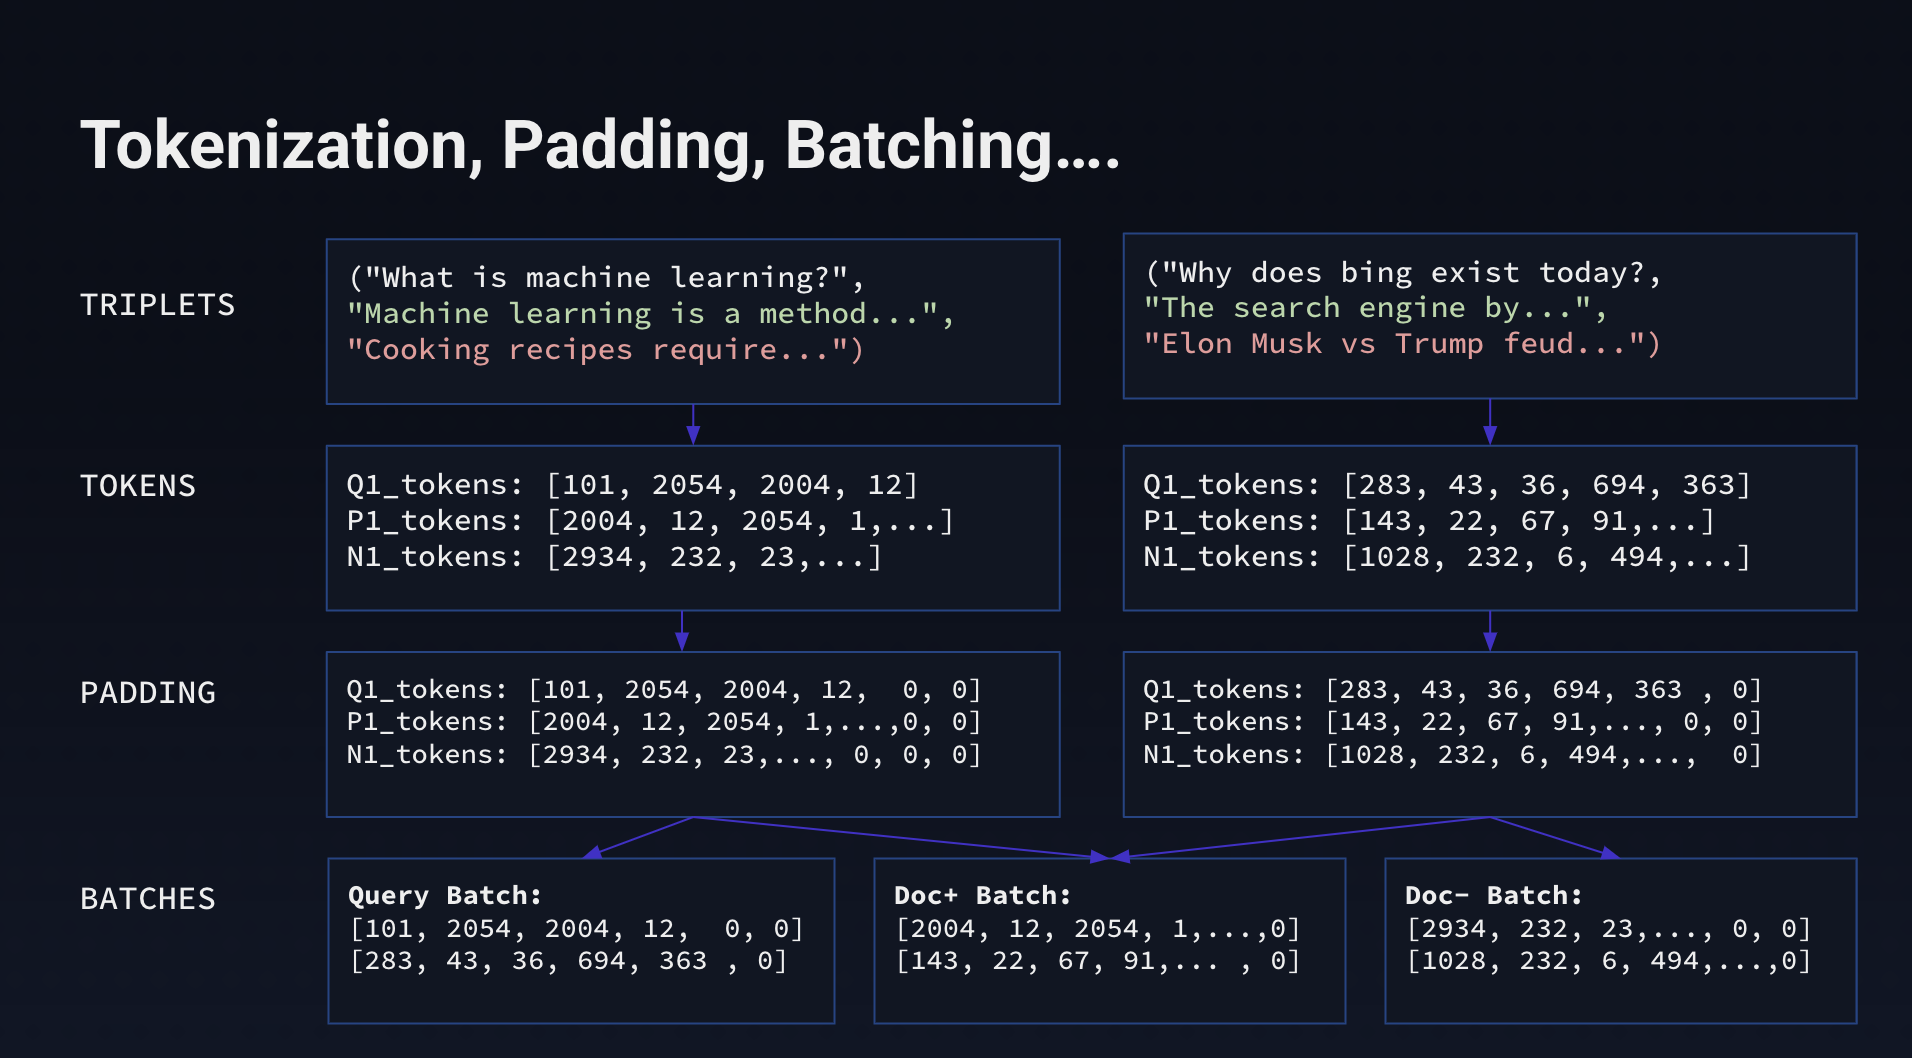 Tokenization, Padding, Batching....
TRIPLETS
("What is machine learning?",
"Machine learning is a method...",
"Cooking recipes require...")
("Why does bing exist today?,
"The search engine by...",
"Elon Musk vs Trump feud...")
TOKENS
Q1_tokens: [101, 2054, 2004, 12]
P1_tokens: [2004, 12, 2054, 1,...]
N1_tokens: [2934, 232, 23,...]
Q1_tokens: [283, 43, 36, 694, 363]
P1_tokens: [143, 22, 67, 91,...]
N1_tokens: [1028, 232, 6, 494,...]
PADDING
Q1_tokens: [101, 2054, 2004, 12,  0, 0]
P1_tokens: [2004, 12, 2054, 1,...,0, 0]
N1_tokens: [2934, 232, 23,..., 0, 0, 0]
Q1_tokens: [283, 43, 36, 694, 363 , 0]
P1_tokens: [143, 22, 67, 91,..., 0, 0]
N1_tokens: [1028, 232, 6, 494,...,  0]
BATCHES
Query Batch:
[101, 2054, 2004, 12,  0, 0]
[283, 43, 36, 694, 363 , 0]
Doc+ Batch:
[2004, 12, 2054, 1,...,0]
[143, 22, 67, 91,... , 0]
Doc- Batch:
[2934, 232, 23,..., 0, 0]
[1028, 232, 6, 494,...,0]